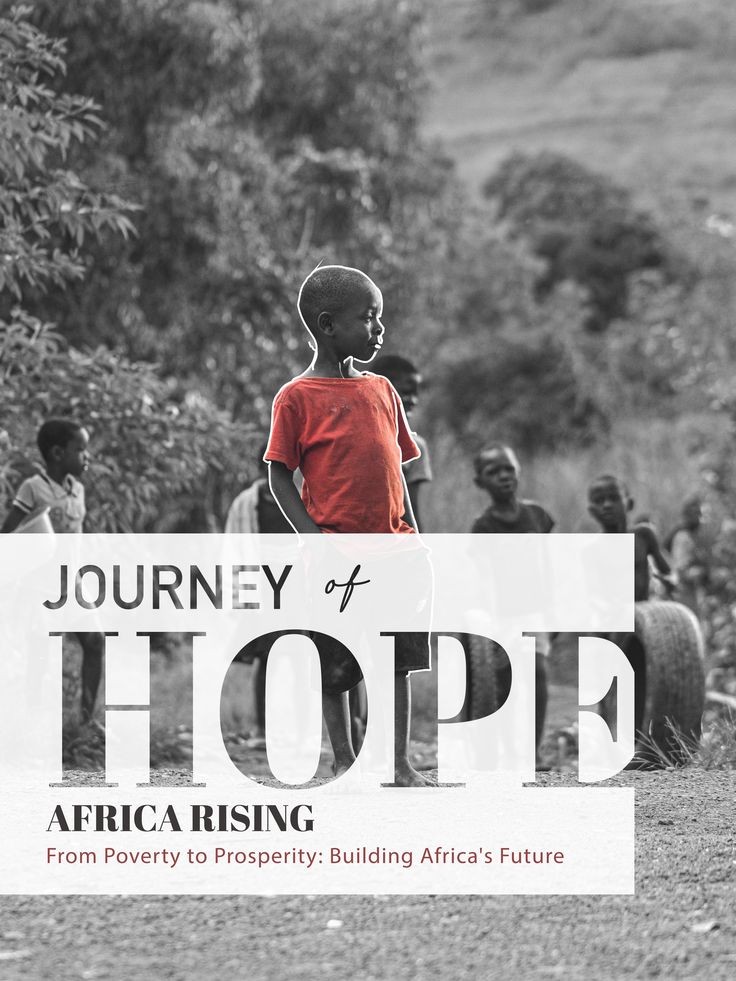 JOURNEY of
HOPE
AFRICA RISING
From Poverty to Prosperity: Building Africa's Future